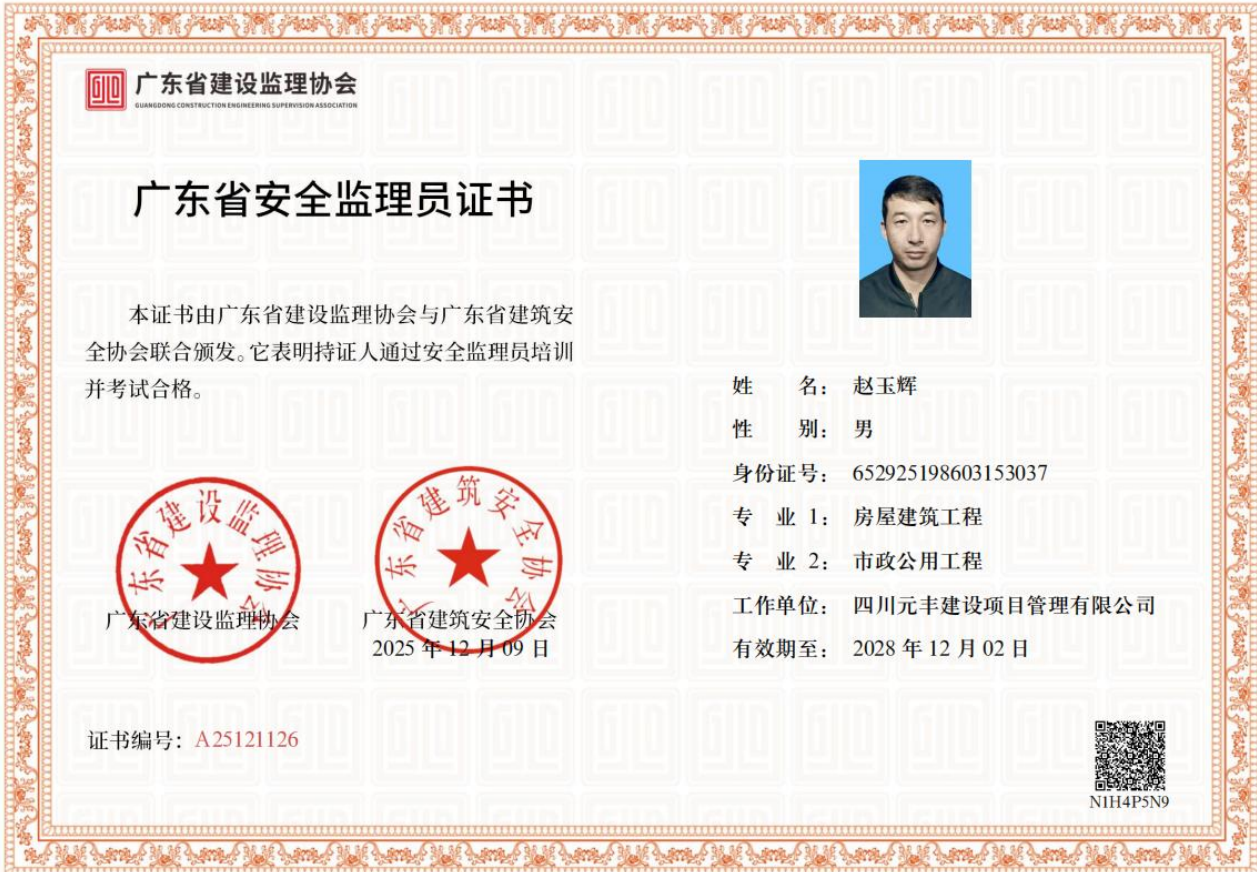 广东省建设监理协会
GUANGDONG CONSTRUCTION ENGINEERING SUPERVISION ASSOCIATION
广东省安全监理员证书
本证书由广东省建设监理协会与广东省建筑安
全协会联合颁发。它表明持证人通过安全监理员培训
并考试合格。
广东省建设监理协会
广东省建筑安全协会
广东省建设监理协会
广东省建筑安全协会
2025 年 12 月 09 日
证书编号：A25121126
姓 名： 赵玉辉
性 别： 男
身份证号： 652925198603153037
专 业 1： 房屋建筑工程
专 业 2： 市政公用工程
工作单位： 四川元丰建设项目管理有限公司
有效期至： 2028 年 12 月 02 日
N1H4P5N9